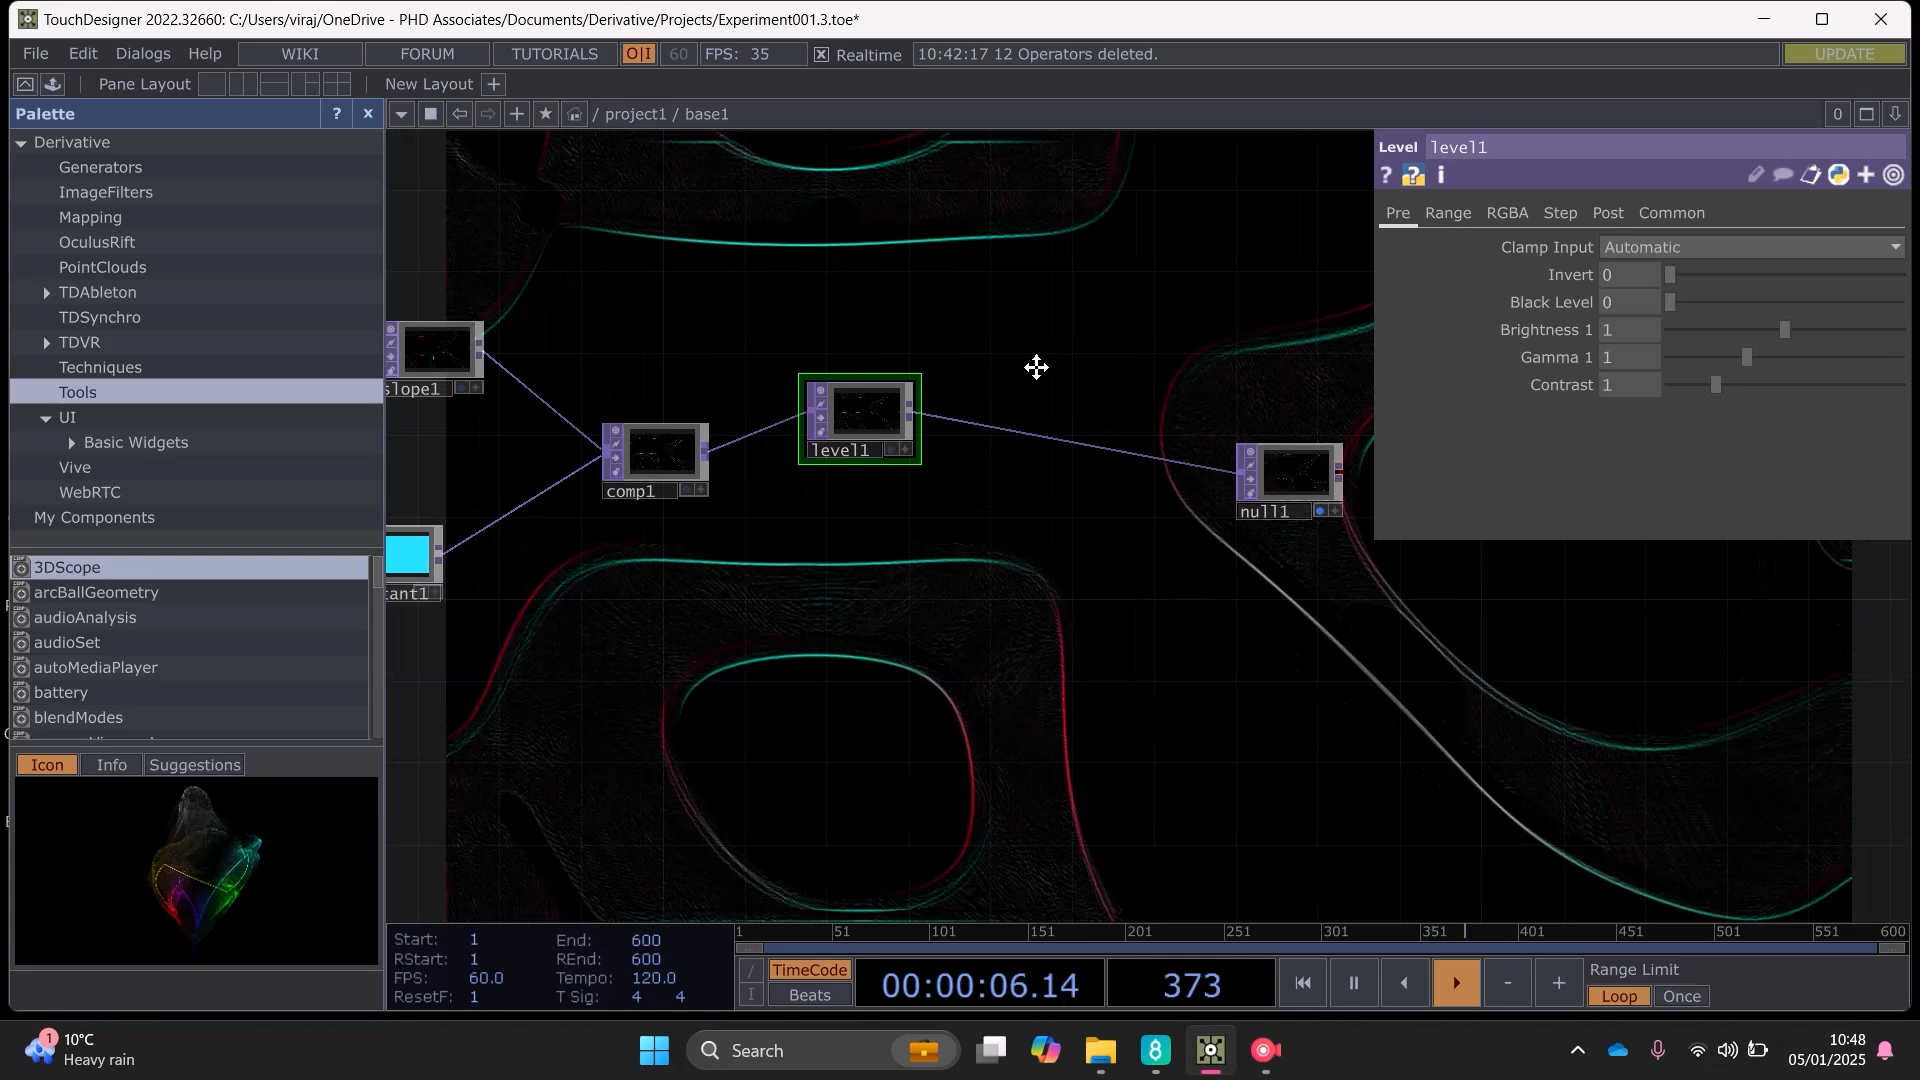 TouchDesigner 2022.32660: C:/Users/viraj/OneDrive - PHD Associates/Documents/Derivative/Projects/Experiment001.3.toe*
File Edit Dialogs Help WIKI FORUM TUTORIALS O|I 60 FPS: 35 Realtime 10:42:17 12 Operators deleted. UPDATE
Pane Layout New Layout +
Palette ? x / project1 / base1 0
Derivative
Generators
ImageFilters
Mapping
OculusRift
PointClouds
TDAbleton
TDSynchro
TDVR
Techniques
Tools
UI
Basic Widgets
Vive
WebRTC
My Components
3DScope
arcBallGeometry
audioAnalysis
audioSet
autoMediaPlayer
battery
blendModes
Icon Info Suggestions
slope1
tant1
comp1
level1
null1
Level level1
? ? i
Pre Range RGBA Step Post Common
Clamp Input Automatic
Invert 0
Black Level 0
Brightness 1 1
Gamma 1 1
Contrast 1
1 51 101 151 201 251 301 351 401 451 501 551 600
Start: 1 End: 600
RStart: 1 REnd: 600
FPS: 60.0 Tempo: 120.0
ResetF: 1 T Sig: 4 4
/ TimeCode
I Beats
00:00:06.14 373
- +
Range Limit
Loop Once
1 10°C
Heavy rain
Search
10:48
05/01/2025